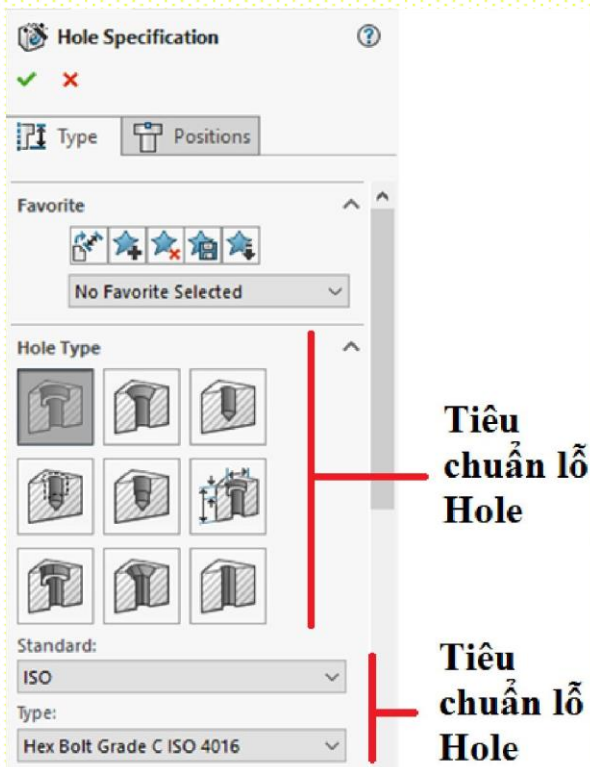 Hole Specification
Type
Positions
Favorite
No Favorite Selected
Hole Type
Tiêu
chuẩn lỗ
Hole
Standard:
ISO
Type:
Hex Bolt Grade C ISO 4016
Tiêu
chuẩn lỗ
Hole